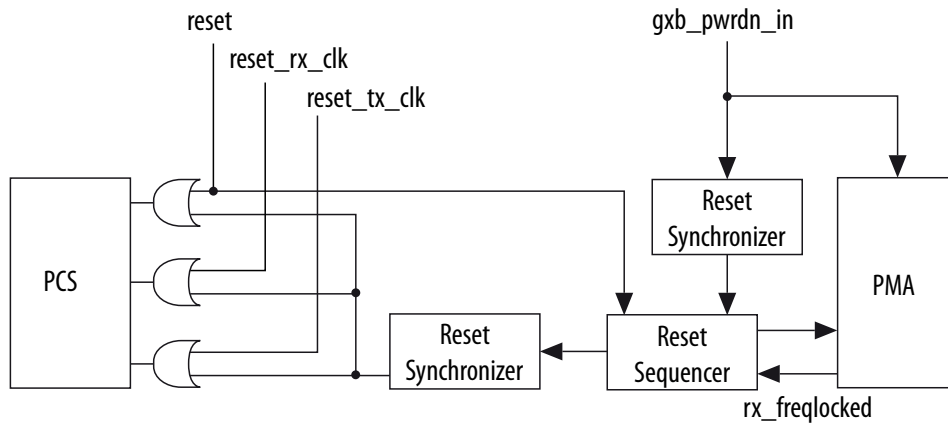 reset
gxb_pwrdn_in
reset_rx_clk
reset_tx_clk
Reset
Synchronizer
PCS
PMA
Reset
Synchronizer
Reset
Sequencer
rx_freqlocked